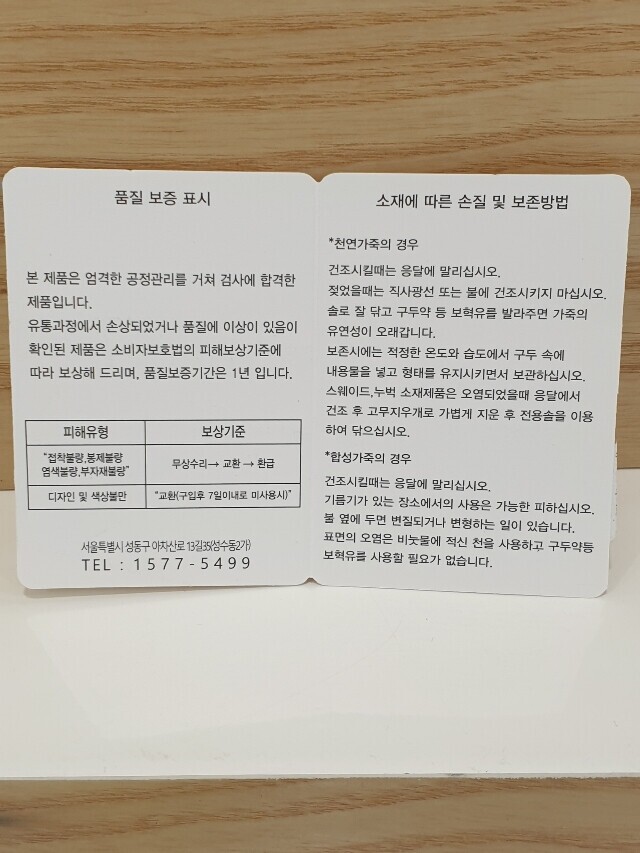 품질 보증 표시
본 제품은 엄격한 공정관리를 거쳐 검사에 합격한
제품입니다.
유통과정에서 손상되었거나 품질에 이상이 있음이
확인된 제품은 소비자보호법의 피해보상기준에
따라 보상해 드리며, 품질보증기간은 1년 입니다.
피해유형 보상기준
"접착불량,봉제불량
염색불량,부자재불량" 무상수리→ 교환 → 환급
디자인 및 색상불만 "교환(구입후 7일이내로 미사용시)"
서울특별시 성동구 아차산로 13길35(성수동2가)
TEL : 1577-5499
소재에 따른 손질 및 보존방법
*천연가죽의 경우
건조시킬때는 응달에 말리십시오.
젖었을때는 직사광선 또는 불에 건조시키지 마십시오.
솔로 잘 닦고 구두약 등 보혁유를 발라주면 가죽의
유연성이 오래갑니다.
보존시에는 적정한 온도와 습도에서 구두 속에
내용물을 넣고 형태를 유지시키면서 보관하십시오.
스웨이드,누벅 소재제품은 오염되었을때 응달에서
건조 후 고무지우개로 가볍게 지운 후 전용솔을 이용
하여 닦으십시오.
*합성가죽의 경우
건조시킬때는 응달에 말리십시오.
기름기가 있는 장소에서의 사용은 가능한 피하십시오.
불 옆에 두면 변질되거나 변형하는 일이 있습니다.
표면의 오염은 비눗물에 적신 천을 사용하고 구두약등
보혁유를 사용할 필요가 없습니다.